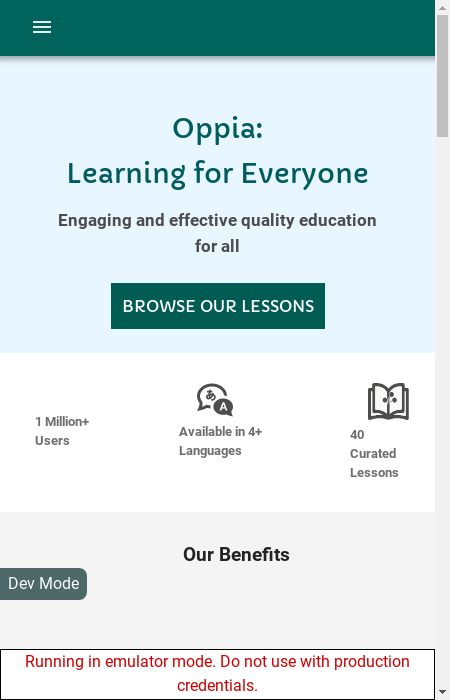 Oppia:
Learning for Everyone
Engaging and effective quality education
for all
BROWSE OUR LESSONS
1 Million+
Users
Available in 4+
Languages
40
Curated
Lessons
Our Benefits
Dev Mode
Running in emulator mode. Do not use with production
credentials.